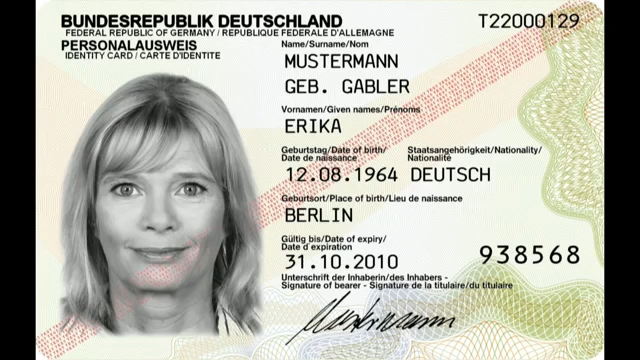 BUNDESREPUBLIK DEUTSCHLAND
FEDERAL REPUBLIC OF GERMANY / REPUBLIQUE FEDERALE D'ALLEMAGNE
PERSONALAUSWEIS
IDENTITY CARD / CARTE D'IDENTITE
T22000129
Name/Surname/Nom
MUSTERMANN
GEB. GABLER
Vornamen/Given names/Prénoms
ERIKA
Geburtstag/Date of birth/
Date de naissance
Staatsangehörigkeit/Nationality/
Nationalité
12.08.1964 DEUTSCH
Geburtsort/Place of birth/Lieu de naissance
BERLIN
Gültig bis/Date of expiry/
Date d'expiration
31.10.2010
938568
Unterschrift der Inhaberin/des Inhabers -
Signature of bearer - Signature de la titulaire/du titulaire
Mustermann